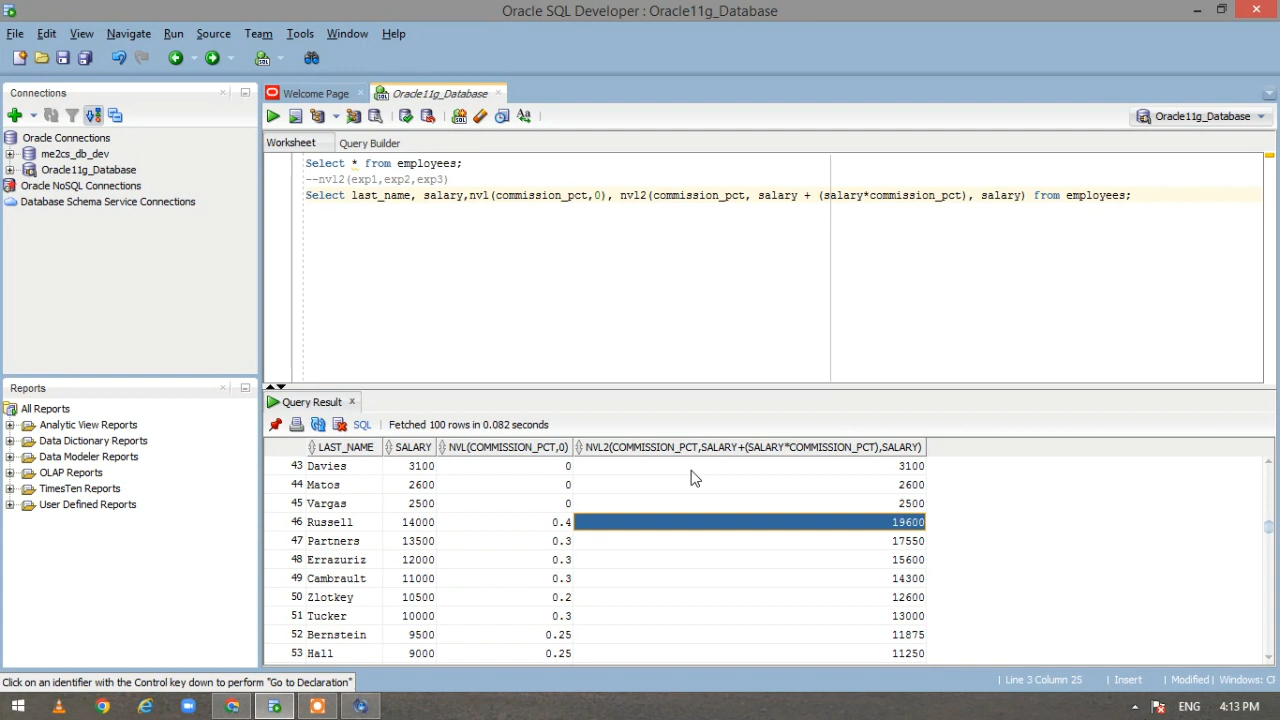 Oracle SQL Developer : Oracle11g_Database
File Edit View Navigate Run Source Team Tools Window Help
Connections
Oracle Connections
me2cs_db_dev
Oracle11g_Database
Oracle NoSQL Connections
Database Schema Service Connections
Reports
All Reports
Analytic View Reports
Data Dictionary Reports
Data Modeler Reports
OLAP Reports
TimesTen Reports
User Defined Reports
Welcome Page Oracle11g_Database
Oracle11g_Database
Worksheet Query Builder
Select * from employees;
--nvl2(exp1,exp2,exp3)
Select last_name, salary,nvl(commission_pct,0), nvl2(commission_pct, salary + (salary*commission_pct), salary) from employees;
Query Result
SQL Fetched 100 rows in 0.082 seconds
LAST_NAME SALARY NVL(COMMISSION_PCT,0) NVL2(COMMISSION_PCT,SALARY+(SALARY*COMMISSION_PCT),SALARY)
43 Davies 3100 0 3100
44 Matos 2600 0 2600
45 Vargas 2500 0 2500
46 Russell 14000 0.4 19600
47 Partners 13500 0.3 17550
48 Errazuriz 12000 0.3 15600
49 Cambrault 11000 0.3 14300
50 Zlotkey 10500 0.2 12600
51 Tucker 10000 0.3 13000
52 Bernstein 9500 0.25 11875
53 Hall 9000 0.25 11250
Click on an identifier with the Control key down to perform "Go to Declaration"
Line 3 Column 25 Insert Modified Windows: CF
ENG 4:13 PM